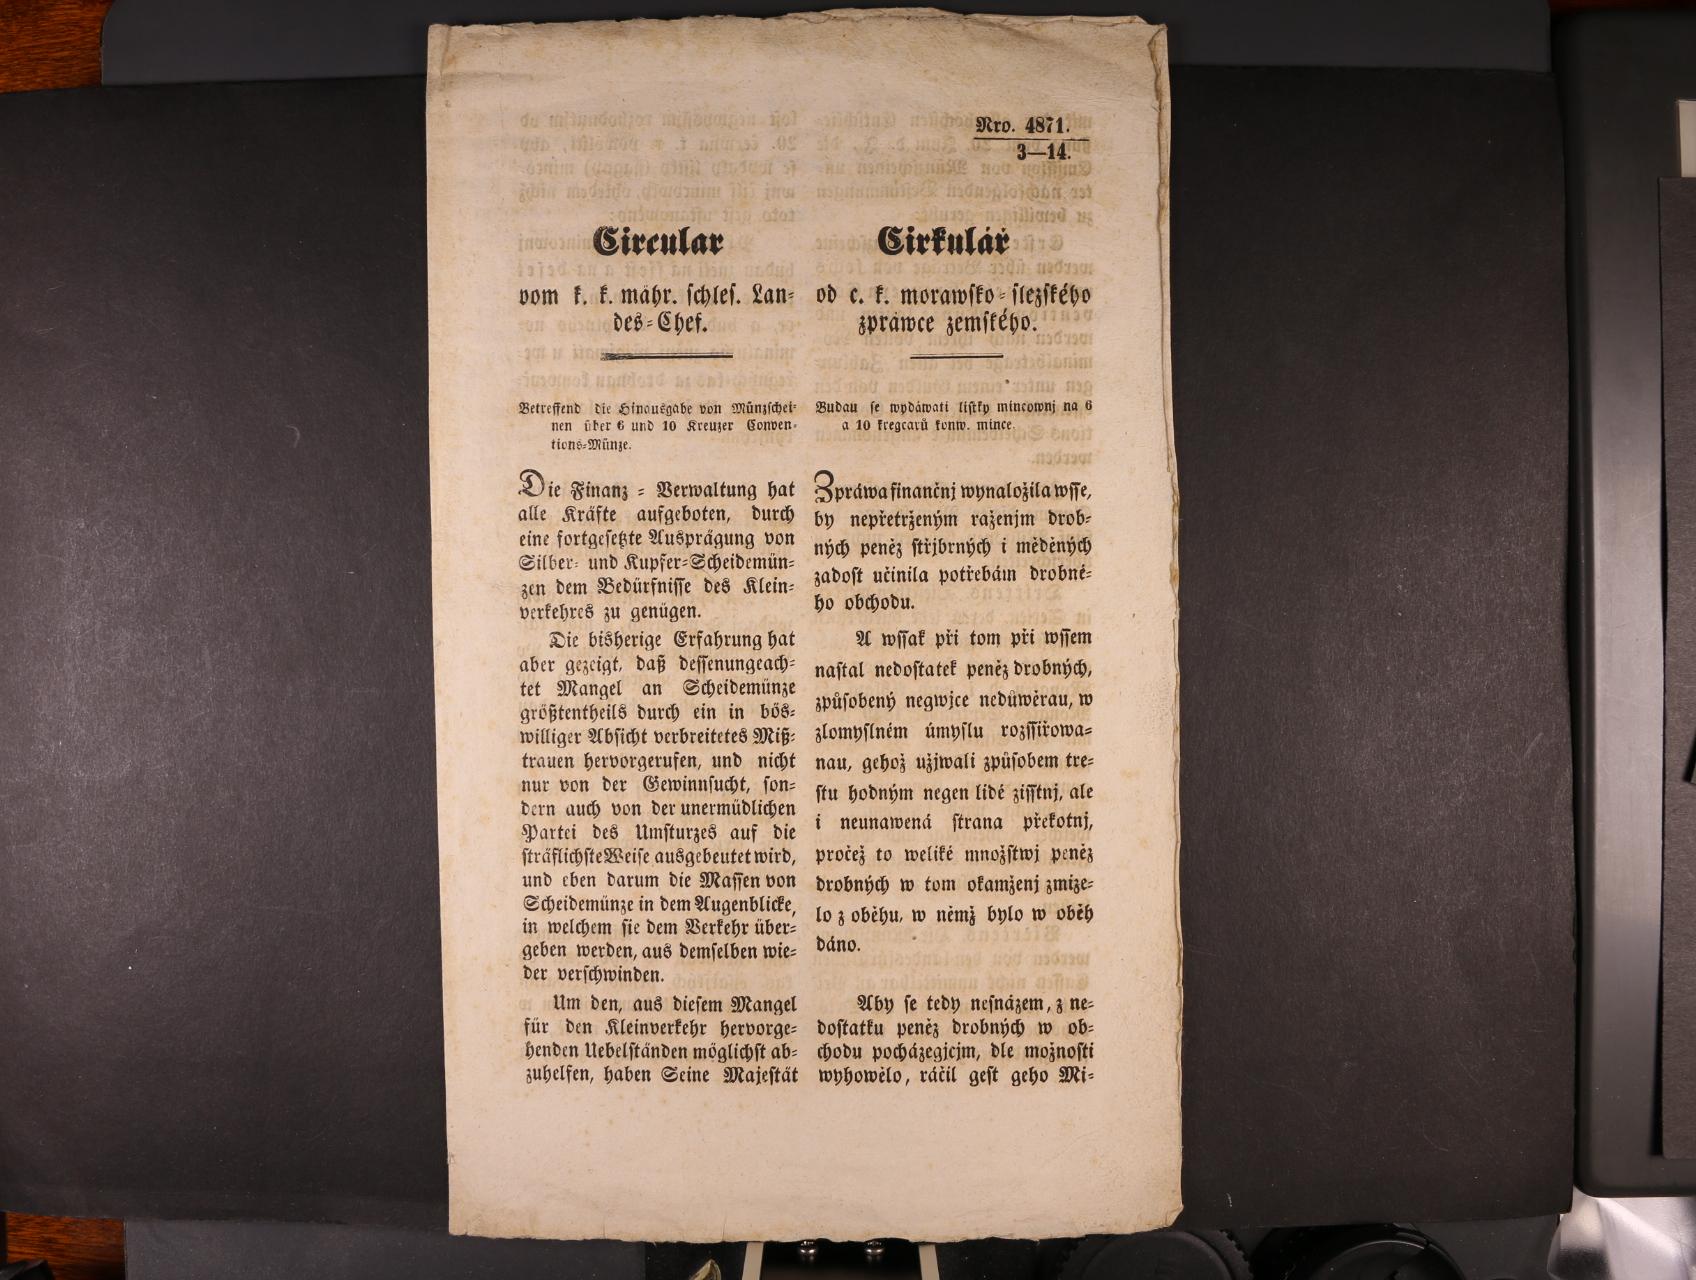 Nro. 4871.
3—14.
Circular
vom k. k. mähr. schles. Lan-
des-Chef.
Betreffend die Hinausgabe von Münzschei-
nen über 6 und 10 Kreuzer Conven-
tions-Münze.
Die Finanz-Verwaltung hat
alle Kräfte aufgeboten, durch
eine fortgesetzte Ausprägung von
Silber- und Kupfer-Scheidemün-
zen dem Bedürfnisse des Klein-
verkehres zu genügen.
Die bisherige Erfahrung hat
aber gezeigt, daß dessenungeach-
tet Mangel an Scheidemünze
größtentheils durch ein in bös-
williger Absicht verbreitetes Miß-
trauen hervorgerufen, und nicht
nur von der Gewinnsucht, son-
dern auch von der unermüdlichen
Partei des Umsturzes auf die
sträflichste Weise ausgebeutet wird,
und eben darum die Massen von
Scheidemünze in dem Augenblicke,
in welchem sie dem Verkehr über-
geben werden, aus demselben wie-
der verschwinden.
Um den, aus diesem Mangel
für den Kleinverkehr hervorge-
henden Uebelständen möglichst ab-
zuhelfen, haben Seine Majestät
Cirkulář
od c. k. morawsko-slezského
zpráwce zemského.
Budau se wydáwati lístky mincownj na 6
a 10 kregcarů konw. mince.
Zpráwa finančnj wynaložila wsse,
by nepřetrženým raženjm drob-
ných peněz střjbrných i měděných
zadost učinila potřebám drobné-
ho obchodu.
A wssak při tom při wssem
nastal nedostatek peněz drobných,
způsobený negwjce nedůwěrau, w
zlomyslném úmyslu rozssiřowa-
nau, gehož užjwali způsobem tre-
stu hodným negen lidé zisstnj, ale
i neunawená strana překotnj,
pročež to weliké množstwj peněz
drobných w tom okamženj zmize-
lo z oběhu, w němž bylo w oběh
dáno.
Aby se tedy nesnázem, z ne-
dostatku peněz drobných w ob-
chodu pocházegjcjm, dle možnosti
wyhowělo, ráčil gest geho Mi-